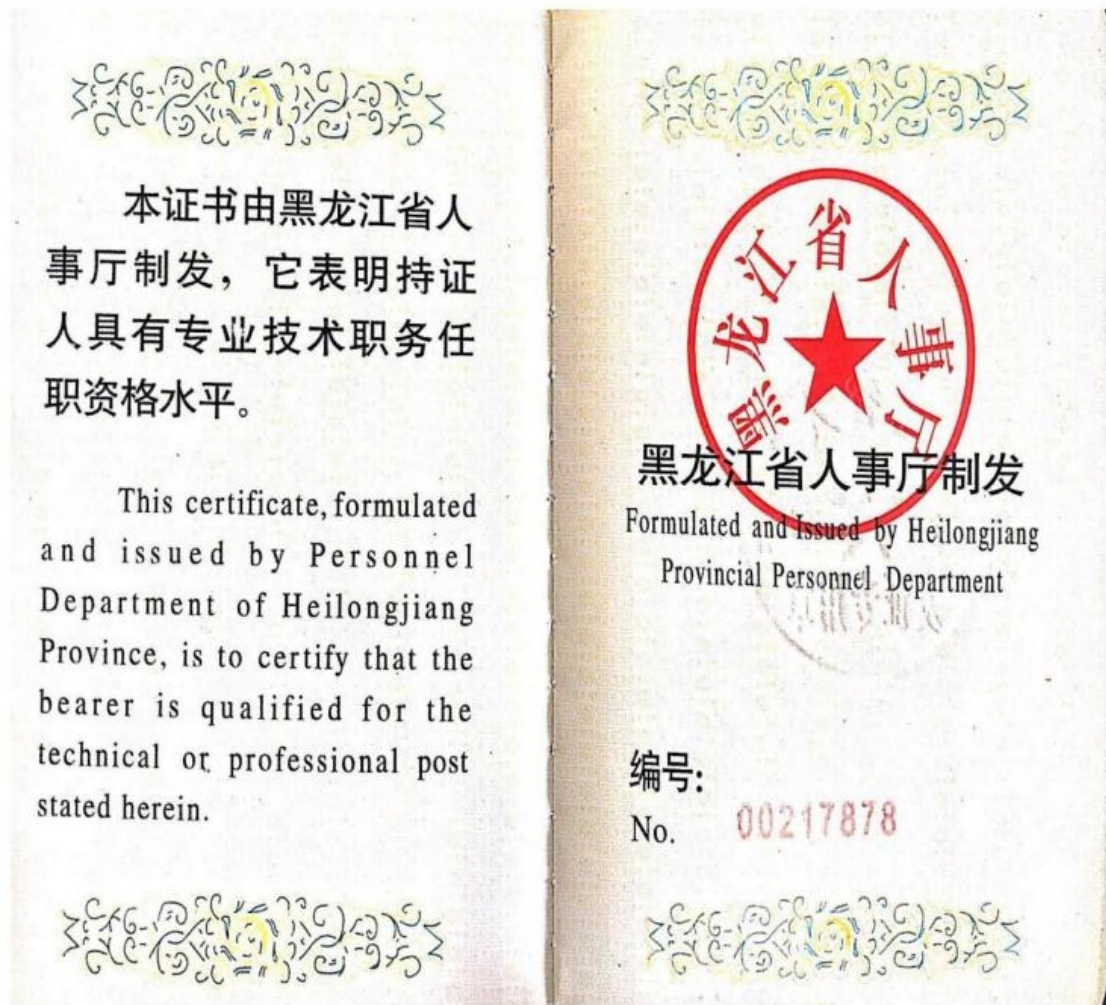 本证书由黑龙江省人
事厅制发，它表明持证
人具有专业技术职务任
职资格水平。
This certificate, formulated
and issued by Personnel
Department of Heilongjiang
Province, is to certify that the
bearer is qualified for the
technical or professional post
stated herein.
黑龙江省人事厅
黑龙江省人事厅制发
Formulated and Issued by Heilongjiang
Provincial Personnel Department
编号:
No. 00217878